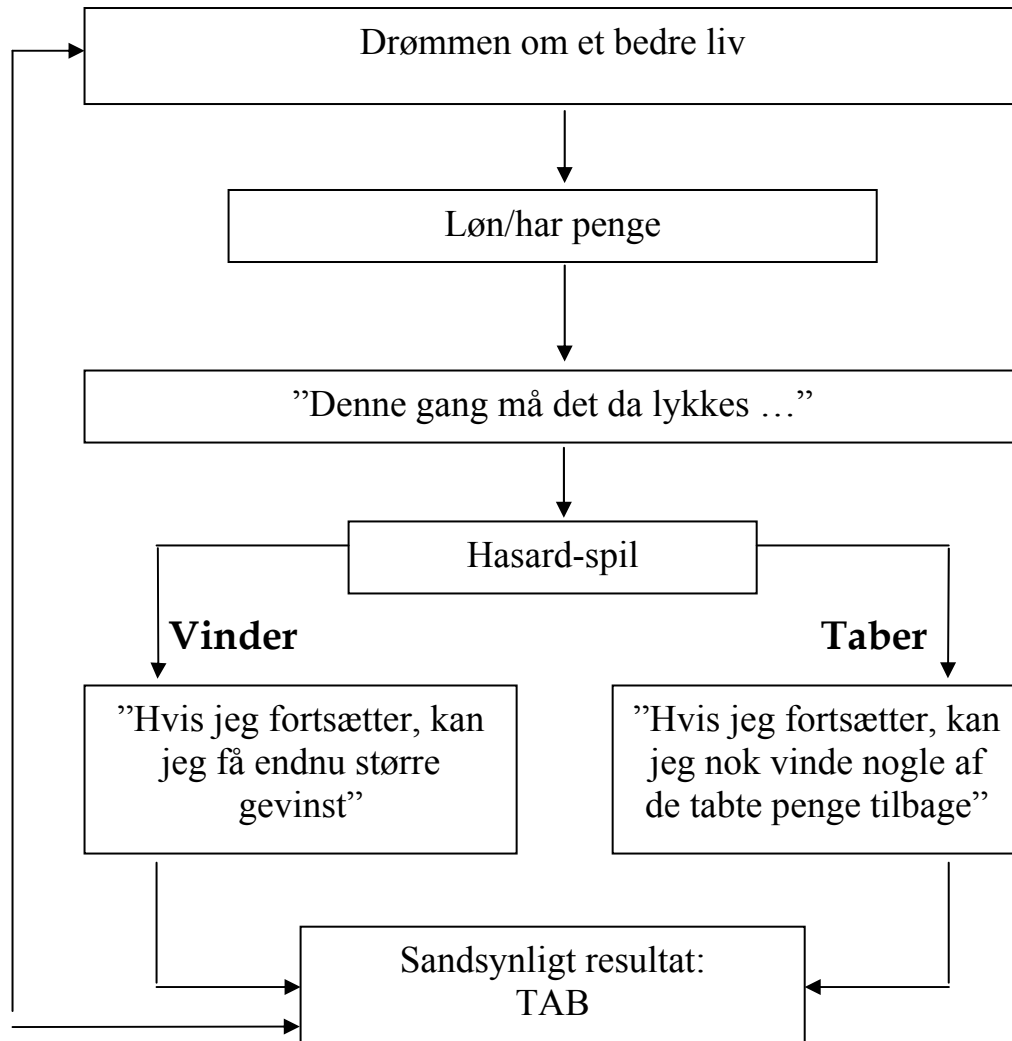 Drømmen om et bedre liv
Løn/har penge
”Denne gang må det da lykkes …”
Hasard-spil
Vinder
Taber
”Hvis jeg fortsætter, kan
jeg få endnu større
gevinst”
”Hvis jeg fortsætter, kan
jeg nok vinde nogle af
de tabte penge tilbage”
Sandsynligt resultat:
TAB